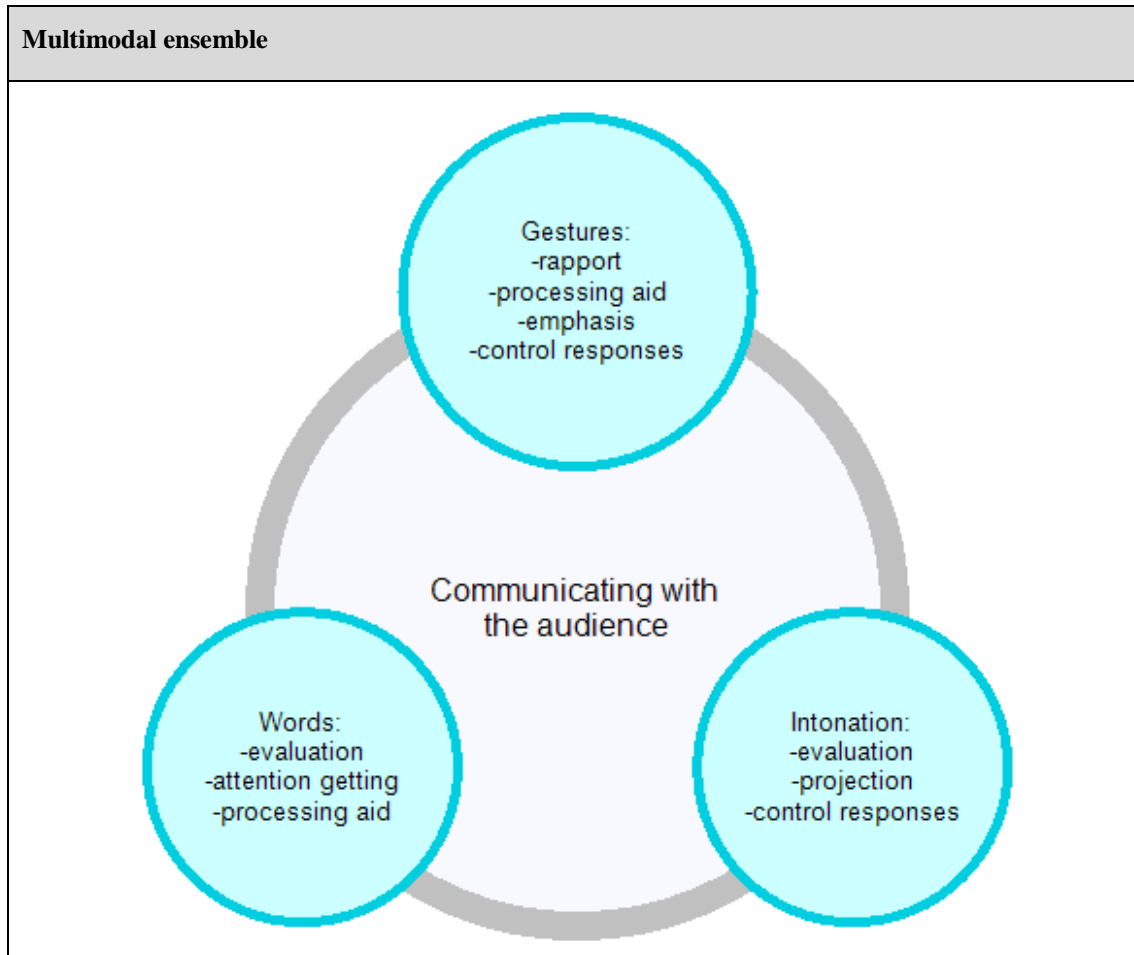 Multimodal ensemble
Gestures:
-rapport
-processing aid
-emphasis
-control responses
Communicating with
the audience
Words:
-evaluation
-attention getting
-processing aid
Intonation:
-evaluation
-projection
-control responses